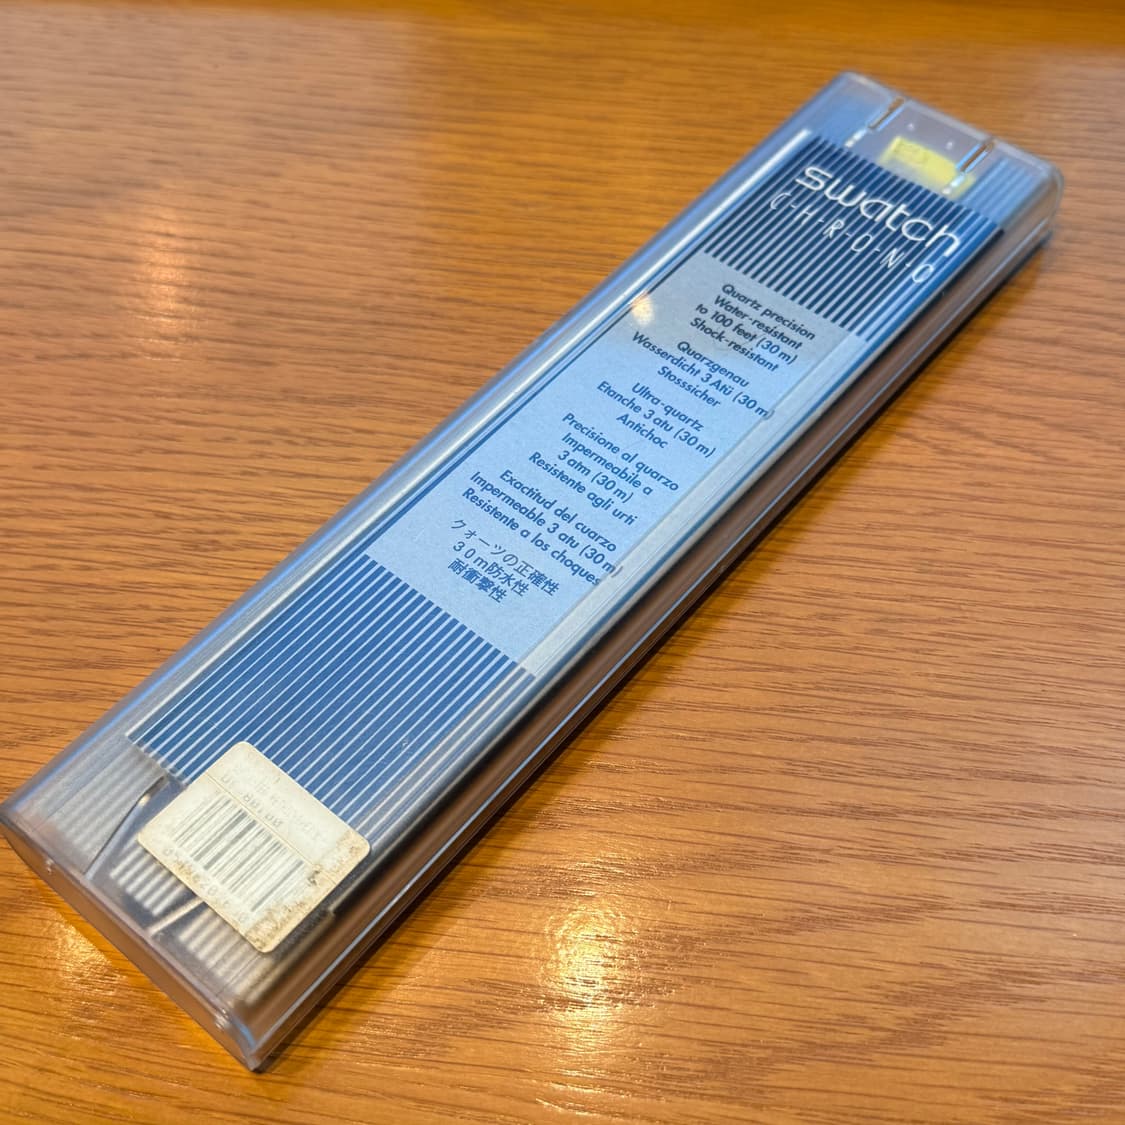 swatch
C-H-R-O-N-O
Quartz precision
Water-resistant
to 100 feet (30 m)
Shock-resistant
Quarzgenau
Wasserdicht 3 Atü (30 m)
Stosssicher
Ultra-quartz
Etanche 3 atu (30 m)
Antichoc
Precisione al quarzo
Impermeabile a
3 atm (30 m)
Resistente agli urti
Exactitud del cuarzo
Impermeable 3 atu (30 m)
Resistente a los choques
クォーツの正確性
30m防水性
耐衝撃性